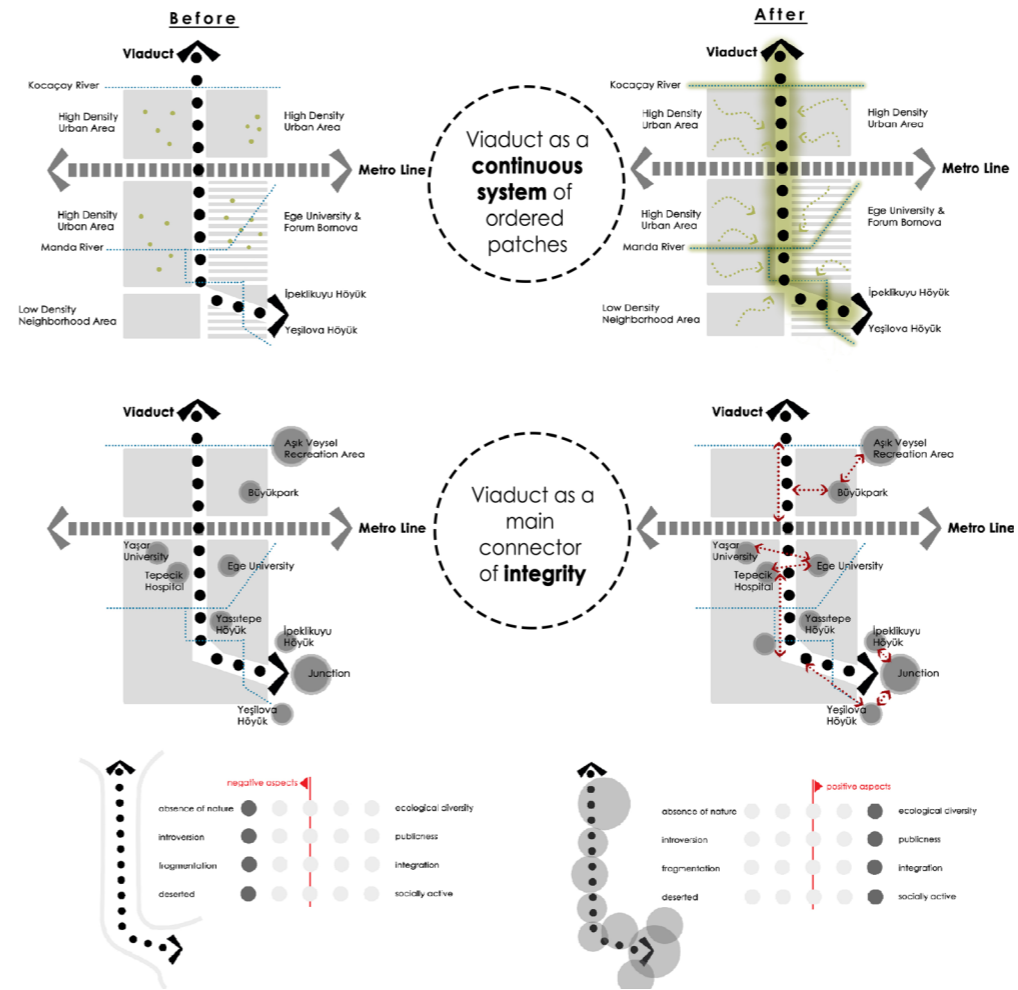 Before
After
Viaduct
Kocaçay River
High Density
Urban Area
High Density
Urban Area
Metro Line
High Density
Urban Area
Ege University &
Forum Bornova
Manda River
İpeklikuyu Höyük
Low Density
Neighborhood Area
Yeşilova Höyük
Viaduct as a
continuous
system of
ordered
patches
Viaduct
Kocaçay River
High Density
Urban Area
High Density
Urban Area
Metro Line
High Density
Urban Area
Ege University &
Forum Bornova
Manda River
İpeklikuyu Höyük
Low Density
Neighborhood Area
Yeşilova Höyük
Viaduct
Aşık Veysel
Recreation Area
Büyükpark
Metro Line
Yaşar
University
Tepecik
Hospital
Ege University
Yassıtepe
Höyük
İpeklikuyu
Höyük
Junction
Yeşilova
Höyük
Viaduct as a
main
connector
of integrity
Viaduct
Aşık Veysel
Recreation Area
Büyükpark
Metro Line
Yaşar
University
Tepecik
Hospital
Ege University
Yassıtepe
Höyük
İpeklikuyu
Höyük
Junction
Yeşilova
Höyük
negative aspects
absence of nature ecological diversity
introversion publicness
fragmentation integration
deserted socially active
positive aspects
absence of nature ecological diversity
introversion publicness
fragmentation integration
deserted socially active